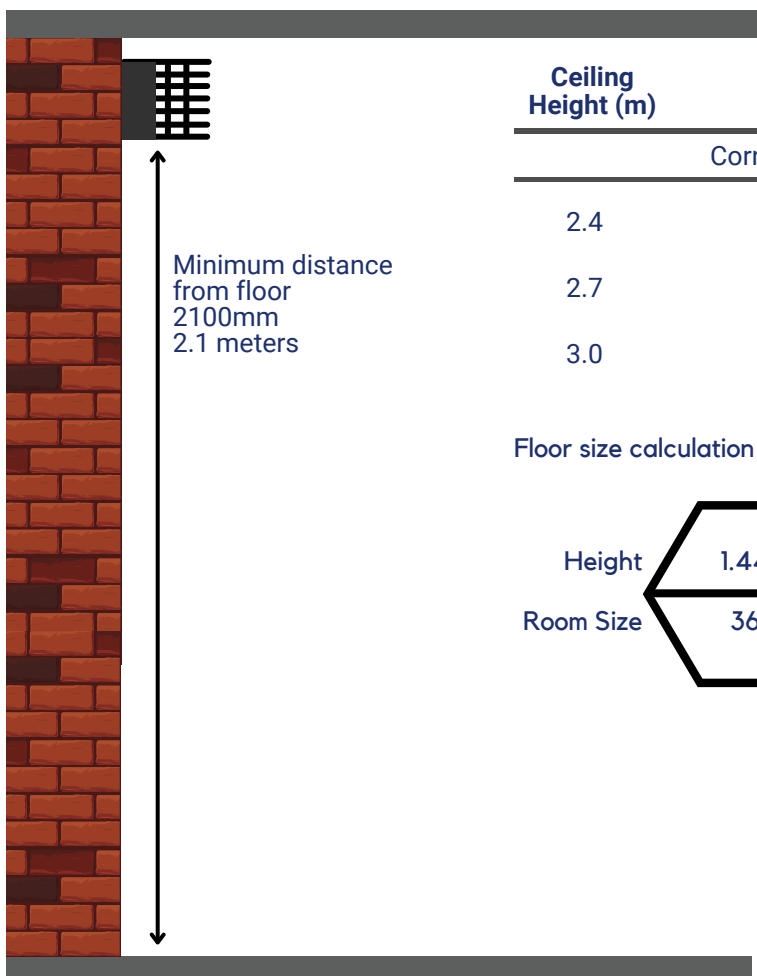 Ceiling
Height (m)
Minimum distance
from floor
2100mm
2.1 meters
2.4
2.7
3.0
Floor size calculation
Height
Room Size
36